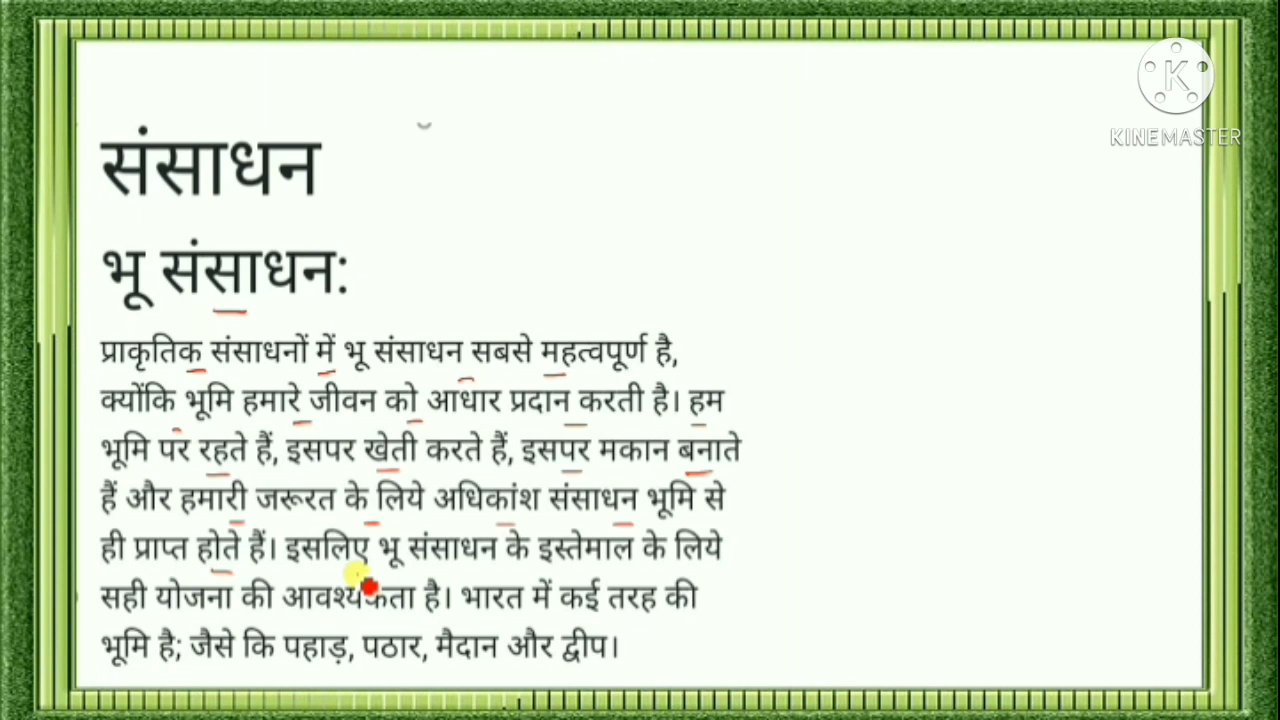 संसाधन
भू संसाधन:
प्राकृतिक संसाधनों में भू संसाधन सबसे महत्वपूर्ण है,
क्योंकि भूमि हमारे जीवन को आधार प्रदान करती है। हम
भूमि पर रहते हैं, इसपर खेती करते हैं, इसपर मकान बनाते
हैं और हमारी जरूरत के लिये अधिकांश संसाधन भूमि से
ही प्राप्त होते हैं। इसलिए भू संसाधन के इस्तेमाल के लिये
सही योजना की आवश्यकता है। भारत में कई तरह की
भूमि है; जैसे कि पहाड़, पठार, मैदान और द्वीप।
K
KINEMASTER